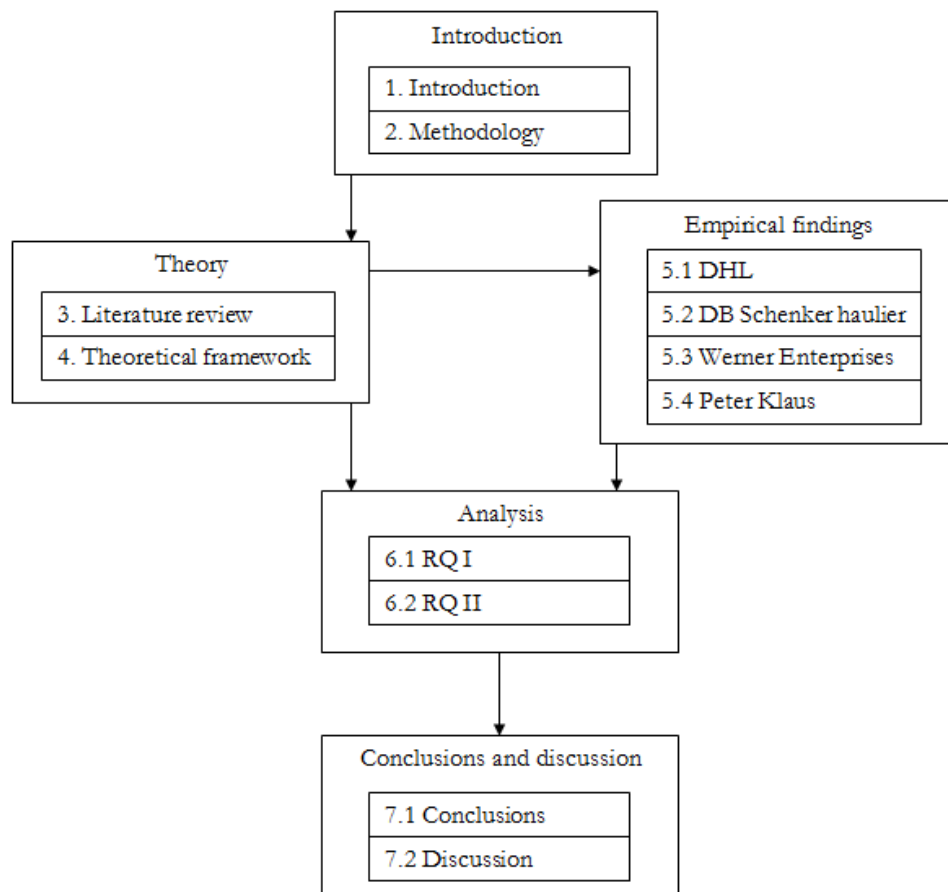 Introduction
1. Introduction
2. Methodology
Theory
3. Literature review
4. Theoretical framework
Empirical findings
5.1 DHL
5.2 DB Schenker haulier
5.3 Werner Enterprises
5.4 Peter Klaus
Analysis
6.1 RQ I
6.2 RQ II
Conclusions and discussion
7.1 Conclusions
7.2 Discussion